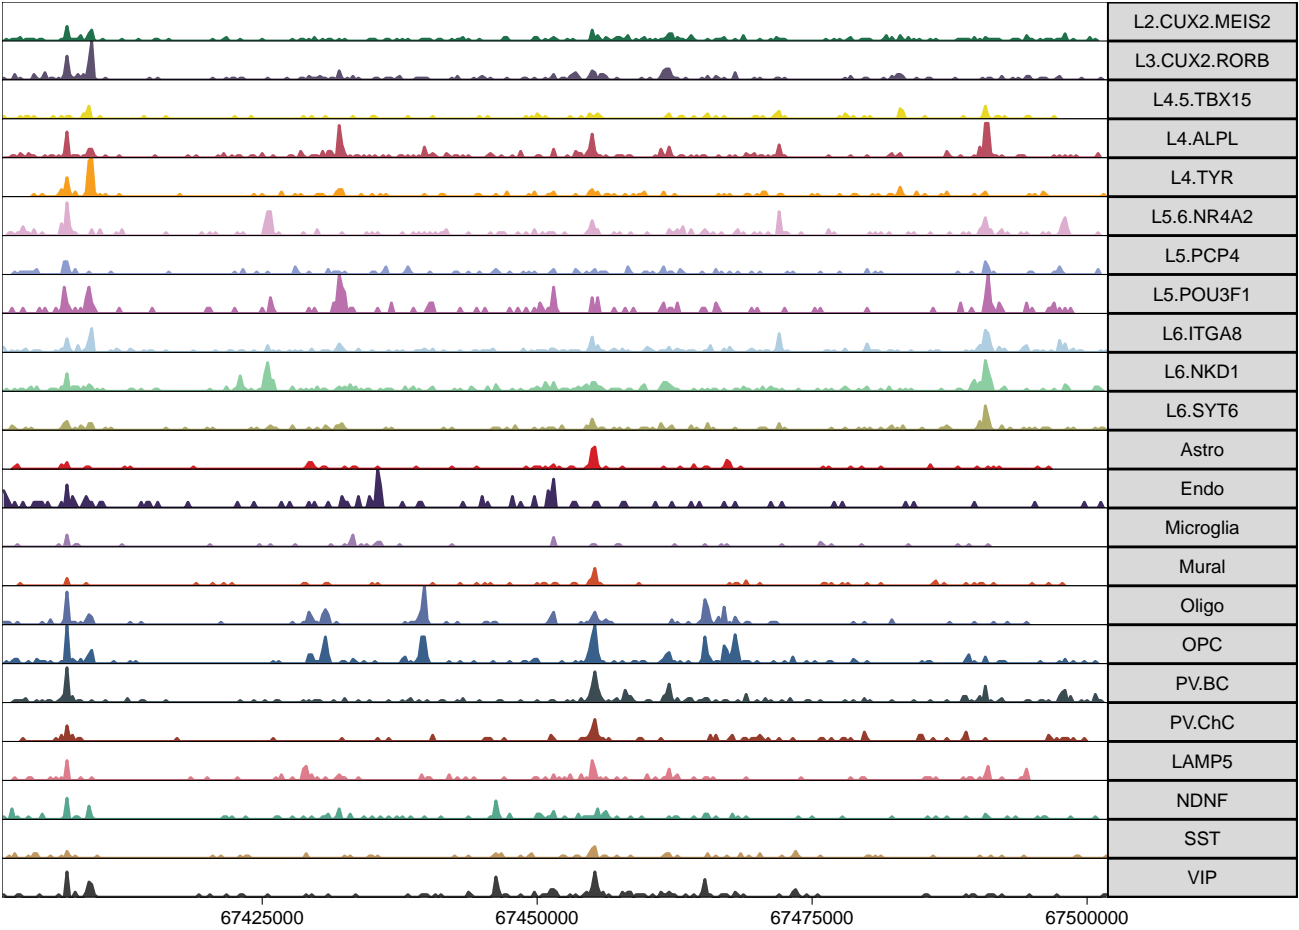 L2.CUX2.MEIS2
L3.CUX2.RORB
L4.5.TBX15
L4.ALPL
L4.TYR
L5.6.NR4A2
L5.PCP4
L5.POU3F1
L6.ITGA8
L6.NKD1
L6.SYT6
Astro
Endo
Microglia
Mural
Oligo
OPC
PV.BC
PV.ChC
LAMP5
NDNF
SST
VIP
67425000 67450000 67475000 67500000